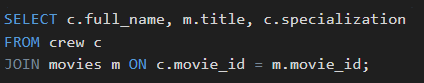 SELECT c.full_name, m.title, c.specialization
FROM crew c
JOIN movies m ON c.movie_id = m.movie_id;